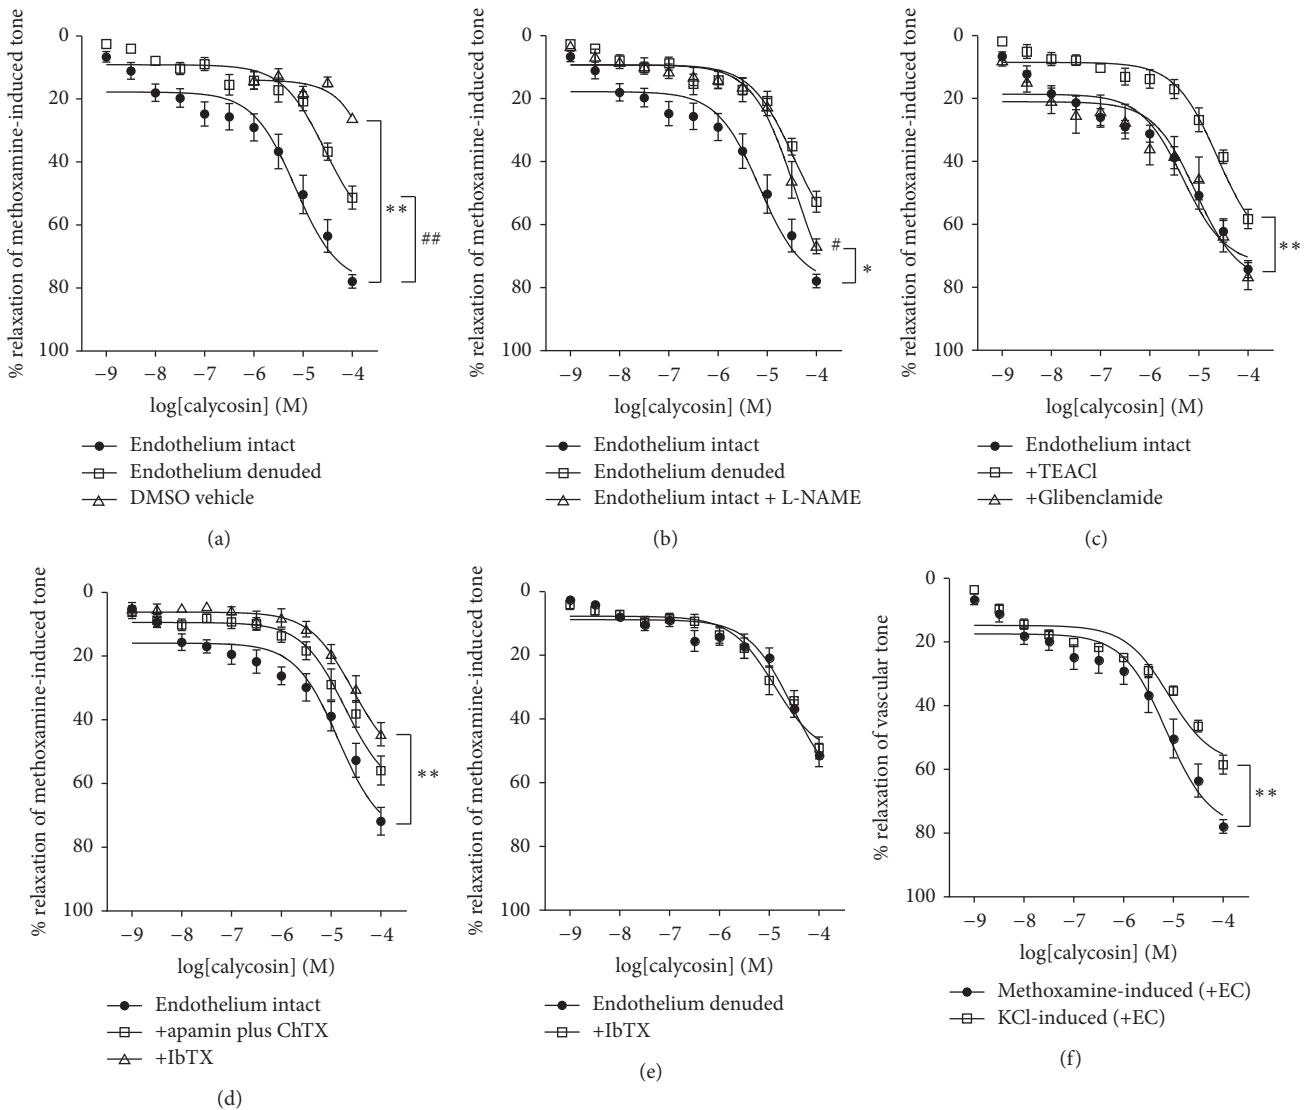 % relaxation of methoxamine-induced tone
0
20
40
60
80
100
**
##
−9 −8 −7 −6 −5 −4
log[calycosin] (M)
Endothelium intact
Endothelium denuded
DMSO vehicle
(a)
% relaxation of methoxamine-induced tone
0
20
40
60
80
100
#
*
−9 −8 −7 −6 −5 −4
log[calycosin] (M)
Endothelium intact
Endothelium denuded
Endothelium intact + L-NAME
(b)
% relaxation of methoxamine-induced tone
0
20
40
60
80
100
**
−9 −8 −7 −6 −5 −4
log[calycosin] (M)
Endothelium intact
+TEACl
+Glibenclamide
(c)
% relaxation of methoxamine-induced tone
0
20
40
60
80
100
**
−9 −8 −7 −6 −5 −4
log[calycosin] (M)
Endothelium intact
+apamin plus ChTX
+IbTX
(d)
% relaxation of methoxamine-induced tone
0
20
40
60
80
100
−9 −8 −7 −6 −5 −4
log[calycosin] (M)
Endothelium denuded
+IbTX
(e)
% relaxation of vascular tone
0
20
40
60
80
100
**
−9 −8 −7 −6 −5 −4
log[calycosin] (M)
Methoxamine-induced (+EC)
KCl-induced (+EC)
(f)